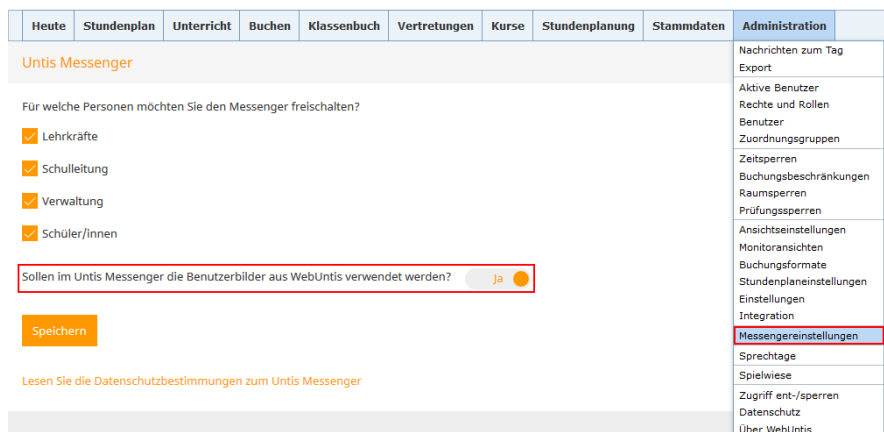 Heute Stundenplan Unterricht Buchen Klassenbuch Vertretungen Kurse Stundenplanung Stammdaten Administration
Untis Messenger
Für welche Personen möchten Sie den Messenger freischalten?
Lehrkräfte
Schulleitung
Verwaltung
Schüler/innen
Sollen im Untis Messenger die Benutzerbilder aus WebUntis verwendet werden? Ja
Speichern
Lesen Sie die Datenschutzbestimmungen zum Untis Messenger
Nachrichten zum Tag
Export
Aktive Benutzer
Rechte und Rollen
Benutzer
Zuordnungsgruppen
Zeitsperren
Buchungsbeschränkungen
Raumsperren
Prüfungssperren
Ansichtseinstellungen
Monitoransichten
Buchungsformate
Stundenplaneinstellungen
Einstellungen
Integration
Messengereinstellungen
Sprechtage
Spielwiese
Zugriff ent-/sperren
Datenschutz
Über WebUntis